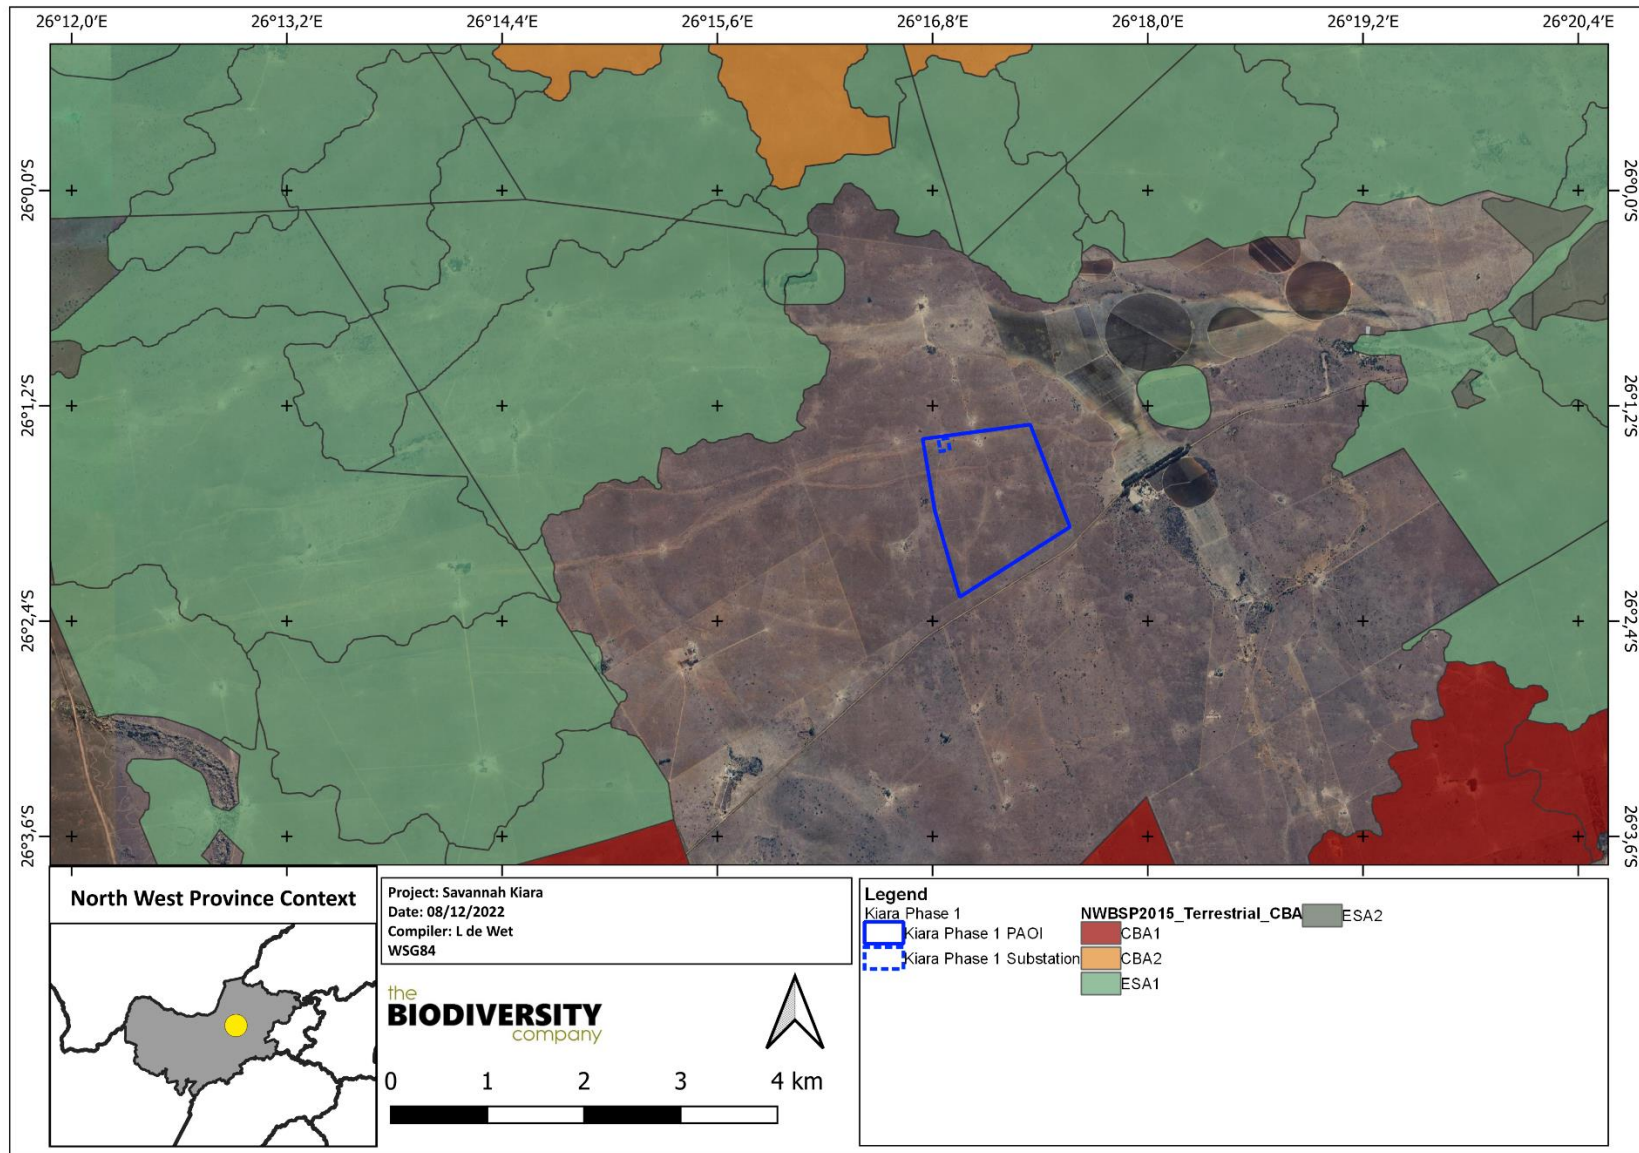 26°12,0'E 26°13,2'E 26°14,4'E 26°15,6'E 26°16,8'E 26°18,0'E 26°19,2'E 26°20,4'E
26°0,0'S 26°0,0'S
26°1,2'S 26°1,2'S
26°2,4'S 26°2,4'S
26°3,6'S 26°3,6'S
North West Province Context
Project: Savannah Kiara
Date: 08/12/2022
Compiler: L de Wet
WSG84
the
BIODIVERSITY
company
0 1 2 3 4 km
Legend
Kiara Phase 1
Kiara Phase 1 PAOI
Kiara Phase 1 Substation
NWBSP2015_Terrestrial_CBA
CBA1
CBA2
ESA1
ESA2